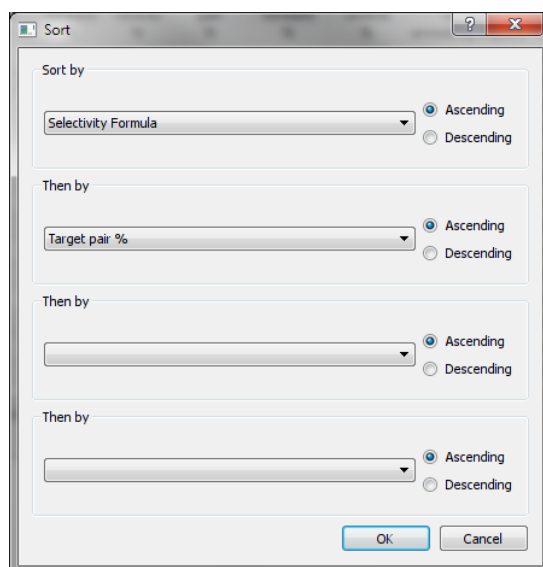 Sort
?
X
Sort by
Selectivity Formula
Ascending
Descending
Then by
Target pair %
Ascending
Descending
Then by
Ascending
Descending
Then by
Ascending
Descending
OK
Cancel